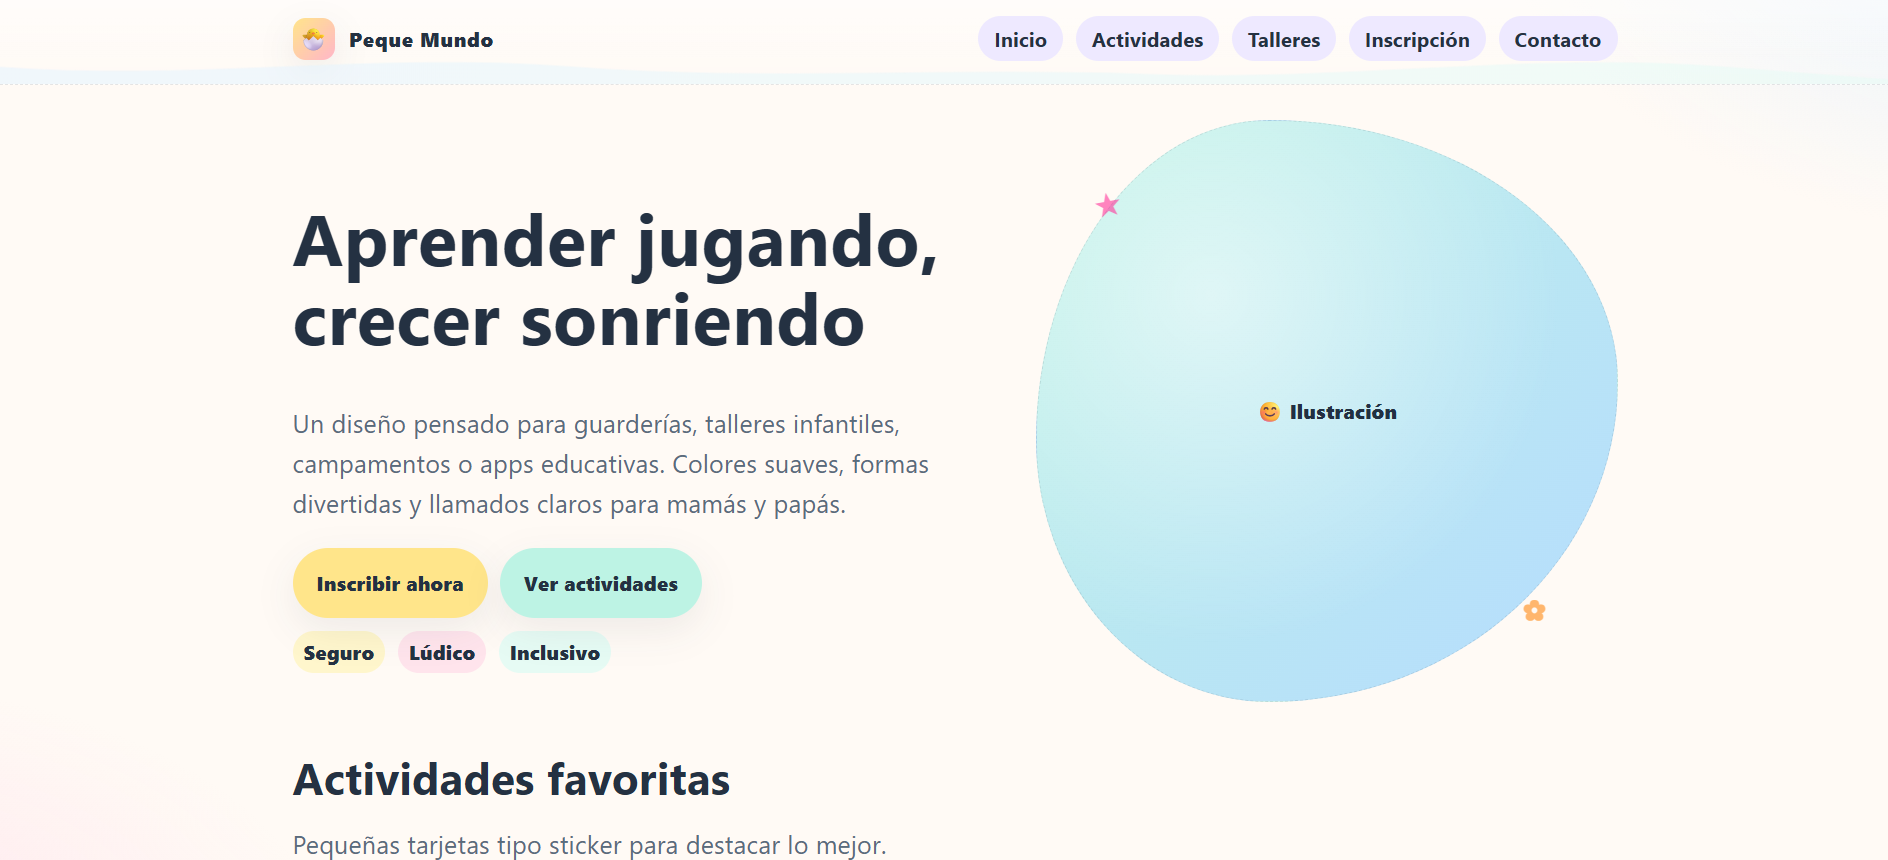 Peque Mundo
Inicio
Actividades
Talleres
Inscripción
Contacto
Aprender jugando,
crecer sonriendo
Un diseño pensado para guarderías, talleres infantiles,
campamentos o apps educativas. Colores suaves, formas
divertidas y llamados claros para mamás y papás.
Inscribir ahora
Ver actividades
Seguro
Lúdico
Inclusivo
Ilustración
Actividades favoritas
Pequeñas tarjetas tipo sticker para destacar lo mejor.